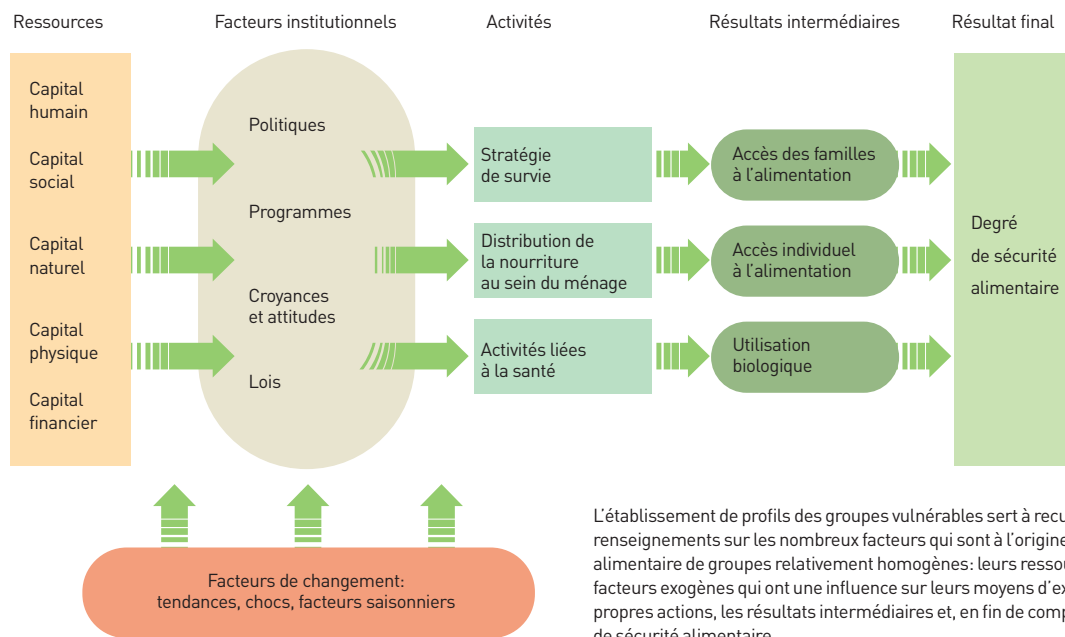 Ressources
Facteurs institutionnels
Activités
Résultats intermédiaires
Résultat final
Capital
humain
Capital
social
Capital
naturel
Capital
physique
Capital
financier
Politiques
Programmes
Croyances
et attitudes
Lois
Stratégie
de survie
Distribution de
la nourriture
au sein du ménage
Activités liées
à la santé
Accès des familles
à l'alimentation
Accès individuel
à l'alimentation
Utilisation
biologique
Degré
de sécurité
alimentaire
Facteurs de changement:
tendances, chocs, facteurs saisonniers
L'établissement de profils des groupes vulnérables sert à
renseignements sur les nombreux facteurs qui sont à l'origine
alimentaire de groupes relativement homogènes: leurs
facteurs exogènes qui ont une influence sur leurs moyens
propres actions, les résultats intermédiaires et, en fin de
de sécurité alimentaire